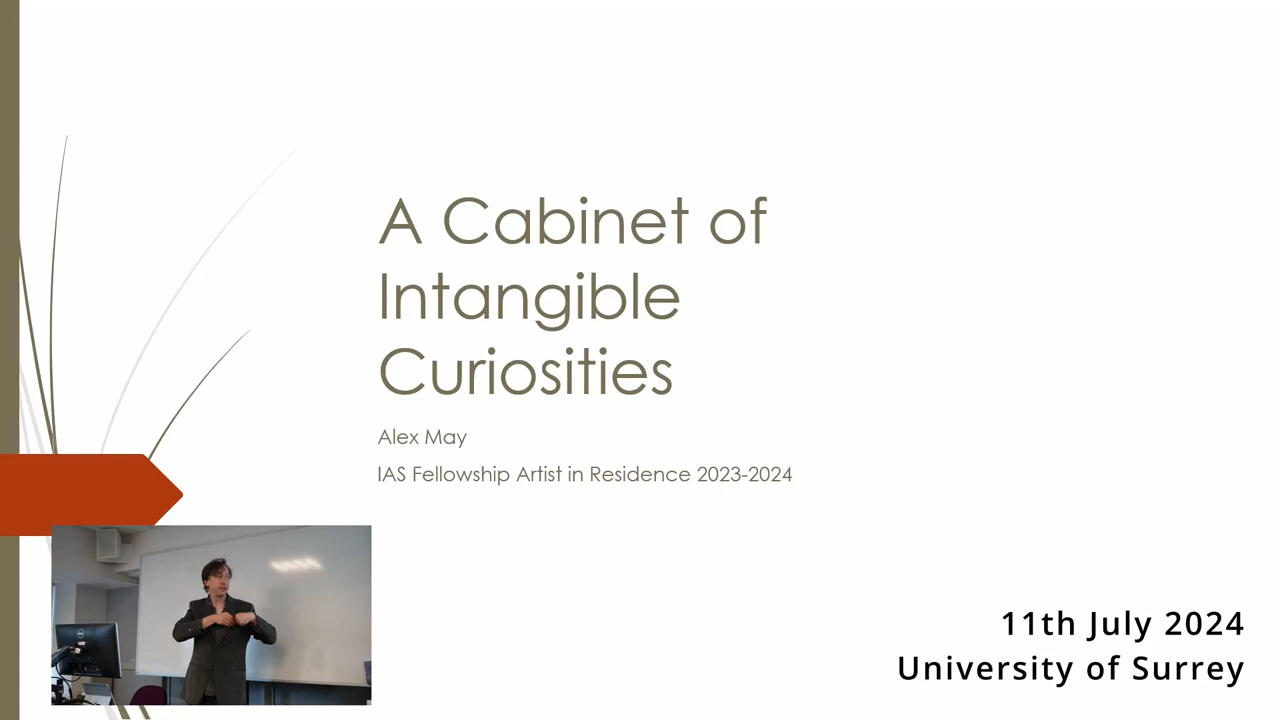 A Cabinet of
Intangible
Curiosities
Alex May
IAS Fellowship Artist in Residence 2023-2024
11th July 2024
University of Surrey